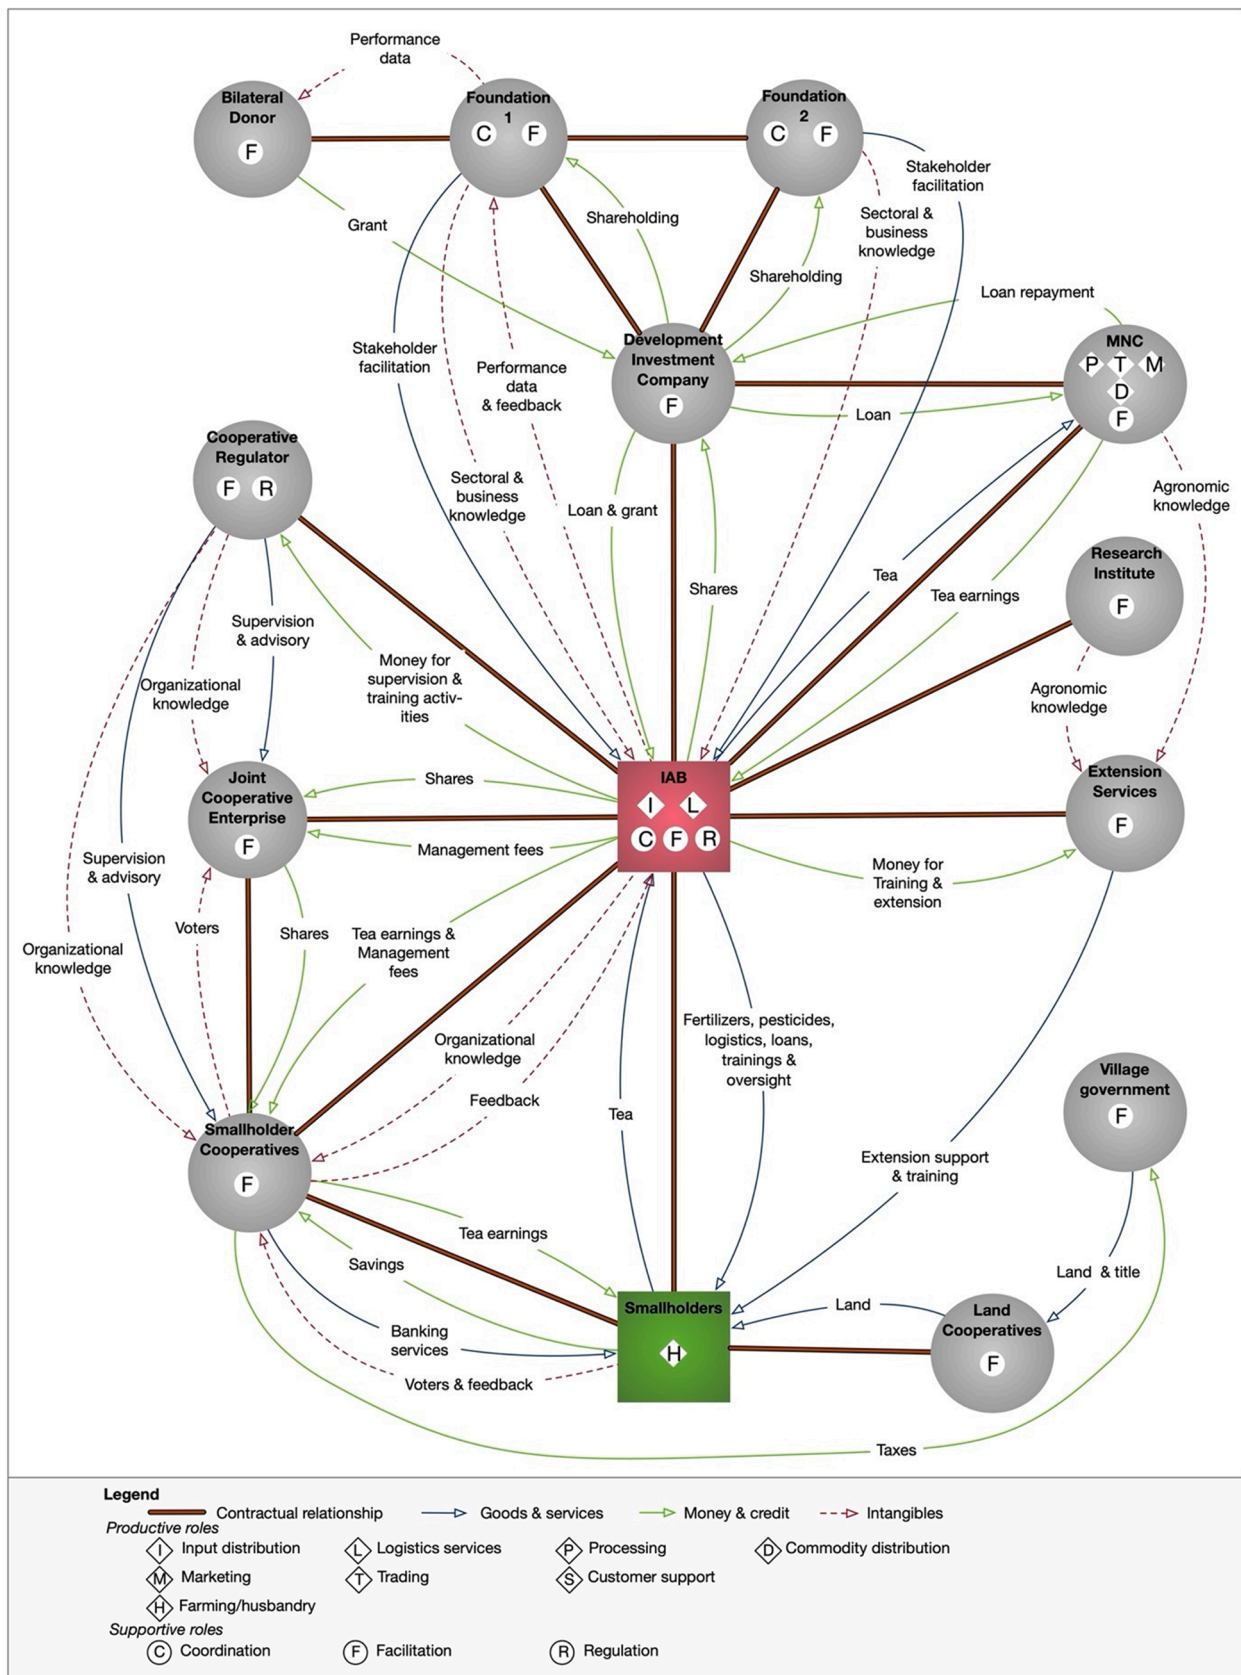 Performance
data
Bilateral
Donor
F
Foundation
1
C F
Foundation
2
C F
Stakeholder
facilitation
Grant
Shareholding
Sectoral &
business
knowledge
Shareholding
Loan repayment
Stakeholder
facilitation
Performance
data
& feedback
Development
Investment
Company
F
MNC
P T M
D
F
Loan
Cooperative
Regulator
F R
Sectoral &
business
knowledge
Loan & grant
Agronomic
knowledge
Research
Institute
F
Shares
Tea
Tea earnings
Supervision
& advisory
Organizational
knowledge
Money for
supervision &
training activ-
ities
Agronomic
knowledge
Joint
Cooperative
Enterprise
F
Shares
IAB
I L
C F R
Extension
Services
F
Management fees
Supervision
& advisory
Money for
Training &
extension
Organizational
knowledge
Voters
Shares
Tea earnings &
Management
fees
Organizational
knowledge
Fertilizers, pesticides,
logistics, loans,
trainings &
oversight
Feedback
Tea
Village
government
F
Smallholder
Cooperatives
F
Extension support
& training
Tea earnings
Savings
Land & title
Banking
services
Smallholders
H
Land
Land
Cooperatives
F
Voters & feedback
Taxes
Legend
Contractual relationship Goods & services Money & credit Intangibles
Productive roles
I Input distribution L Logistics services P Processing D Commodity distribution
M Marketing T Trading S Customer support
H Farming/husbandry
Supportive roles
C Coordination F Facilitation R Regulation